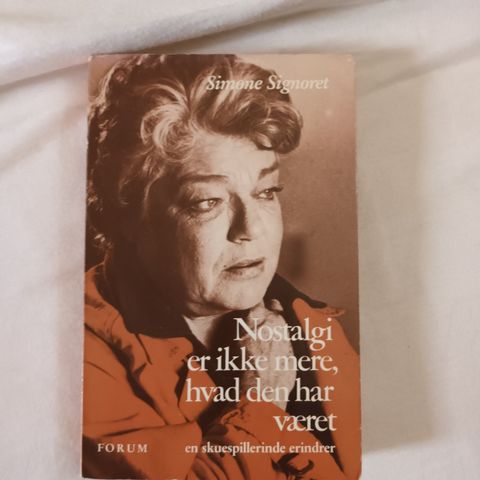 Simone Signoret
Nostalgi
er ikke mere,
hvad den har
været
FORUM
en skuespillerinde erindrer